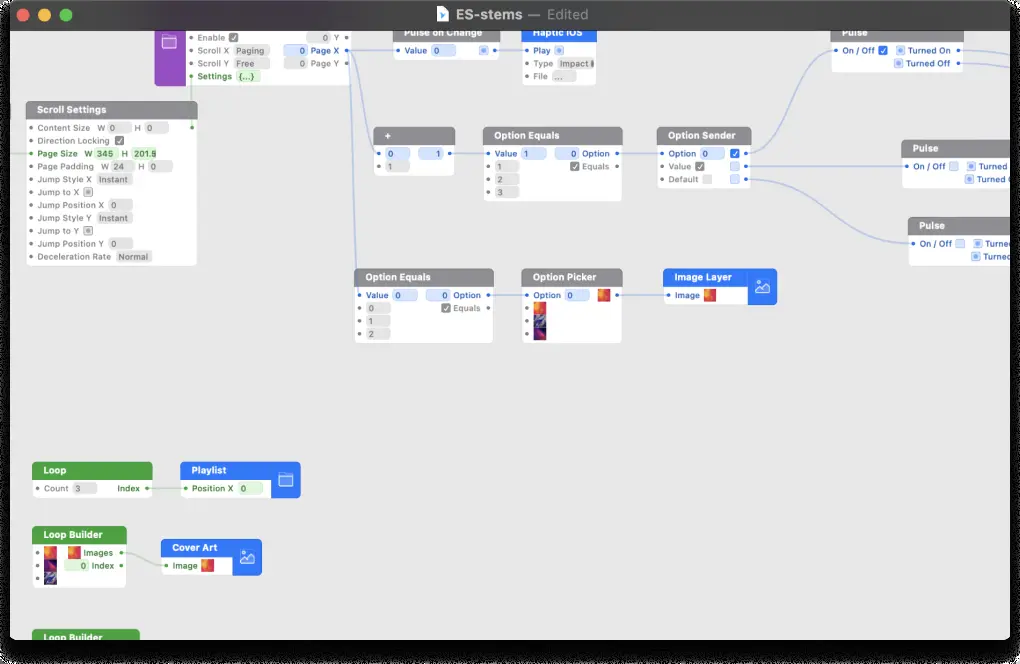 ES-stems — Edited
Enable 0 Y
Scroll X Paging 0 Page X
Scroll Y Free 0 Page Y
Settings {...}
Pulse on Change
Value 0
Haptic iOS
Play
Type Impact
File ...
Pulse
On / Off Turned On
Turned Off
Scroll Settings
Content Size W 0 H 0
Direction Locking
Page Size W 345 H 201.5
Page Padding W 24 H 0
Jump Style X Instant
Jump to X
Jump Position X 0
Jump Style Y Instant
Jump to Y
Jump Position Y 0
Deceleration Rate Normal
+
0 1
1
Option Equals
Value 1 0 Option
1 Equals
2
3
Option Sender
Option 0
Value
Default
Pulse
On / Off Turned
Turned
Pulse
On / Off Turne
Turned
Option Equals
Value 0 0 Option
0 Equals
1
2
Option Picker
Option 0
Image Layer
Image
Loop
Count 3 Index
Playlist
Position X 0
Loop Builder
Images
0 Index
Cover Art
Image
Loop Builder